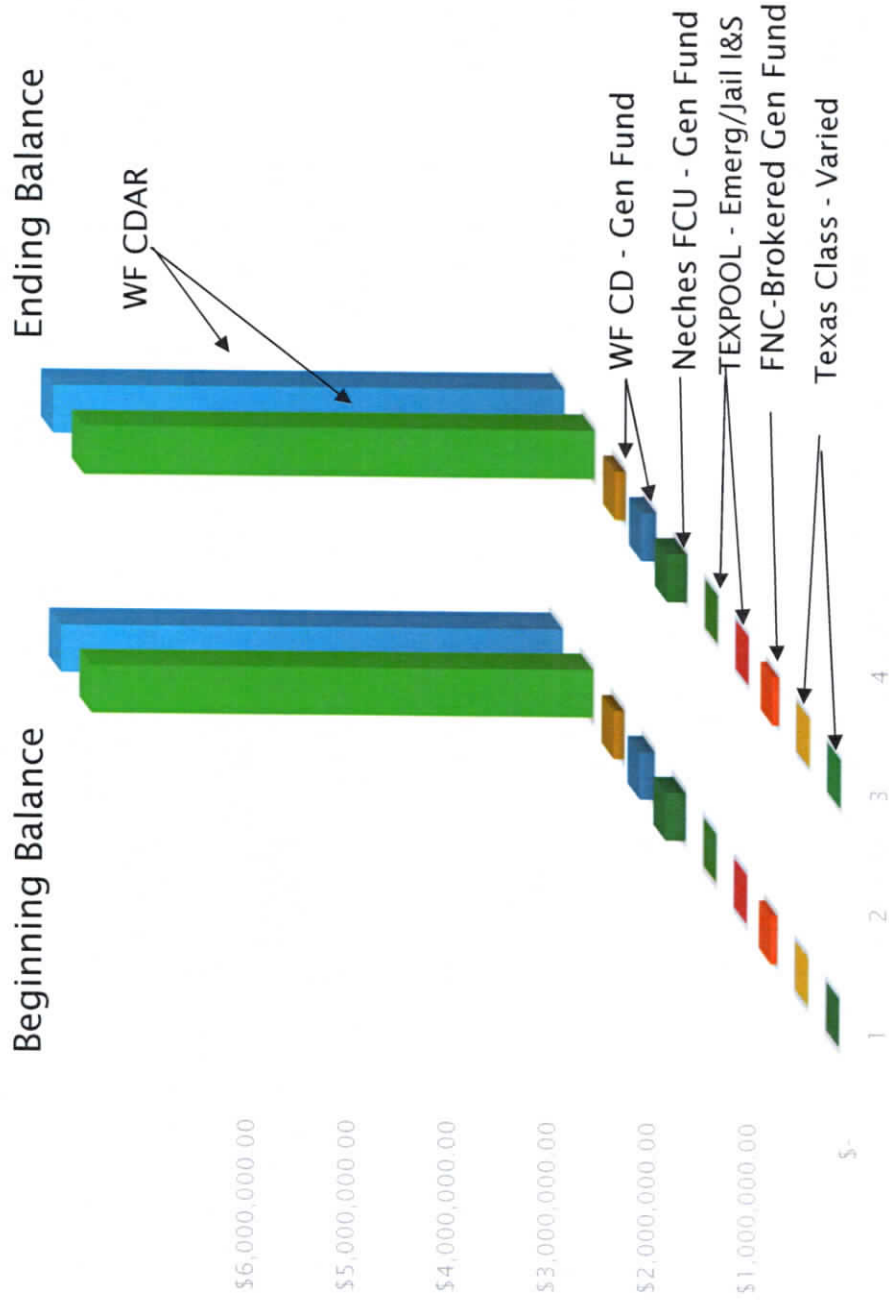 Beginning Balance
Ending Balance
WF CDAR
WF CD - Gen Fund
Neches FCU - Gen Fund
TEXPOOL - Emerg/Jail I&S
FNC-Brokered Gen Fund
Texas Class - Varied
$6,000,000.00
$5,000,000.00
$4,000,000.00
$3,000,000.00
$2,000,000.00
$1,000,000.00
$-
1
2
3
4